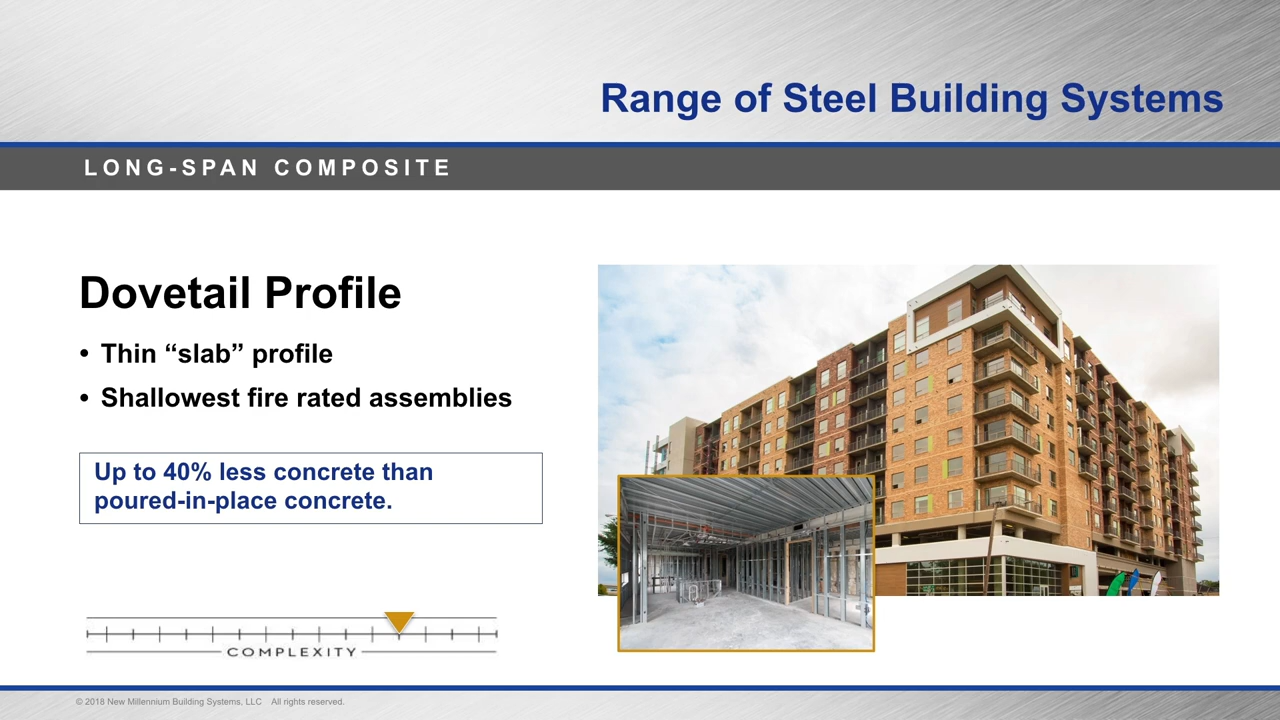 Range of Steel Building Systems
LONG-SPAN COMPOSITE
Dovetail Profile
• Thin “slab” profile
• Shallowest fire rated assemblies
Up to 40% less concrete than
poured-in-place concrete.
COMPLEXITY
© 2018 New Millennium Building Systems, LLC All rights reserved.